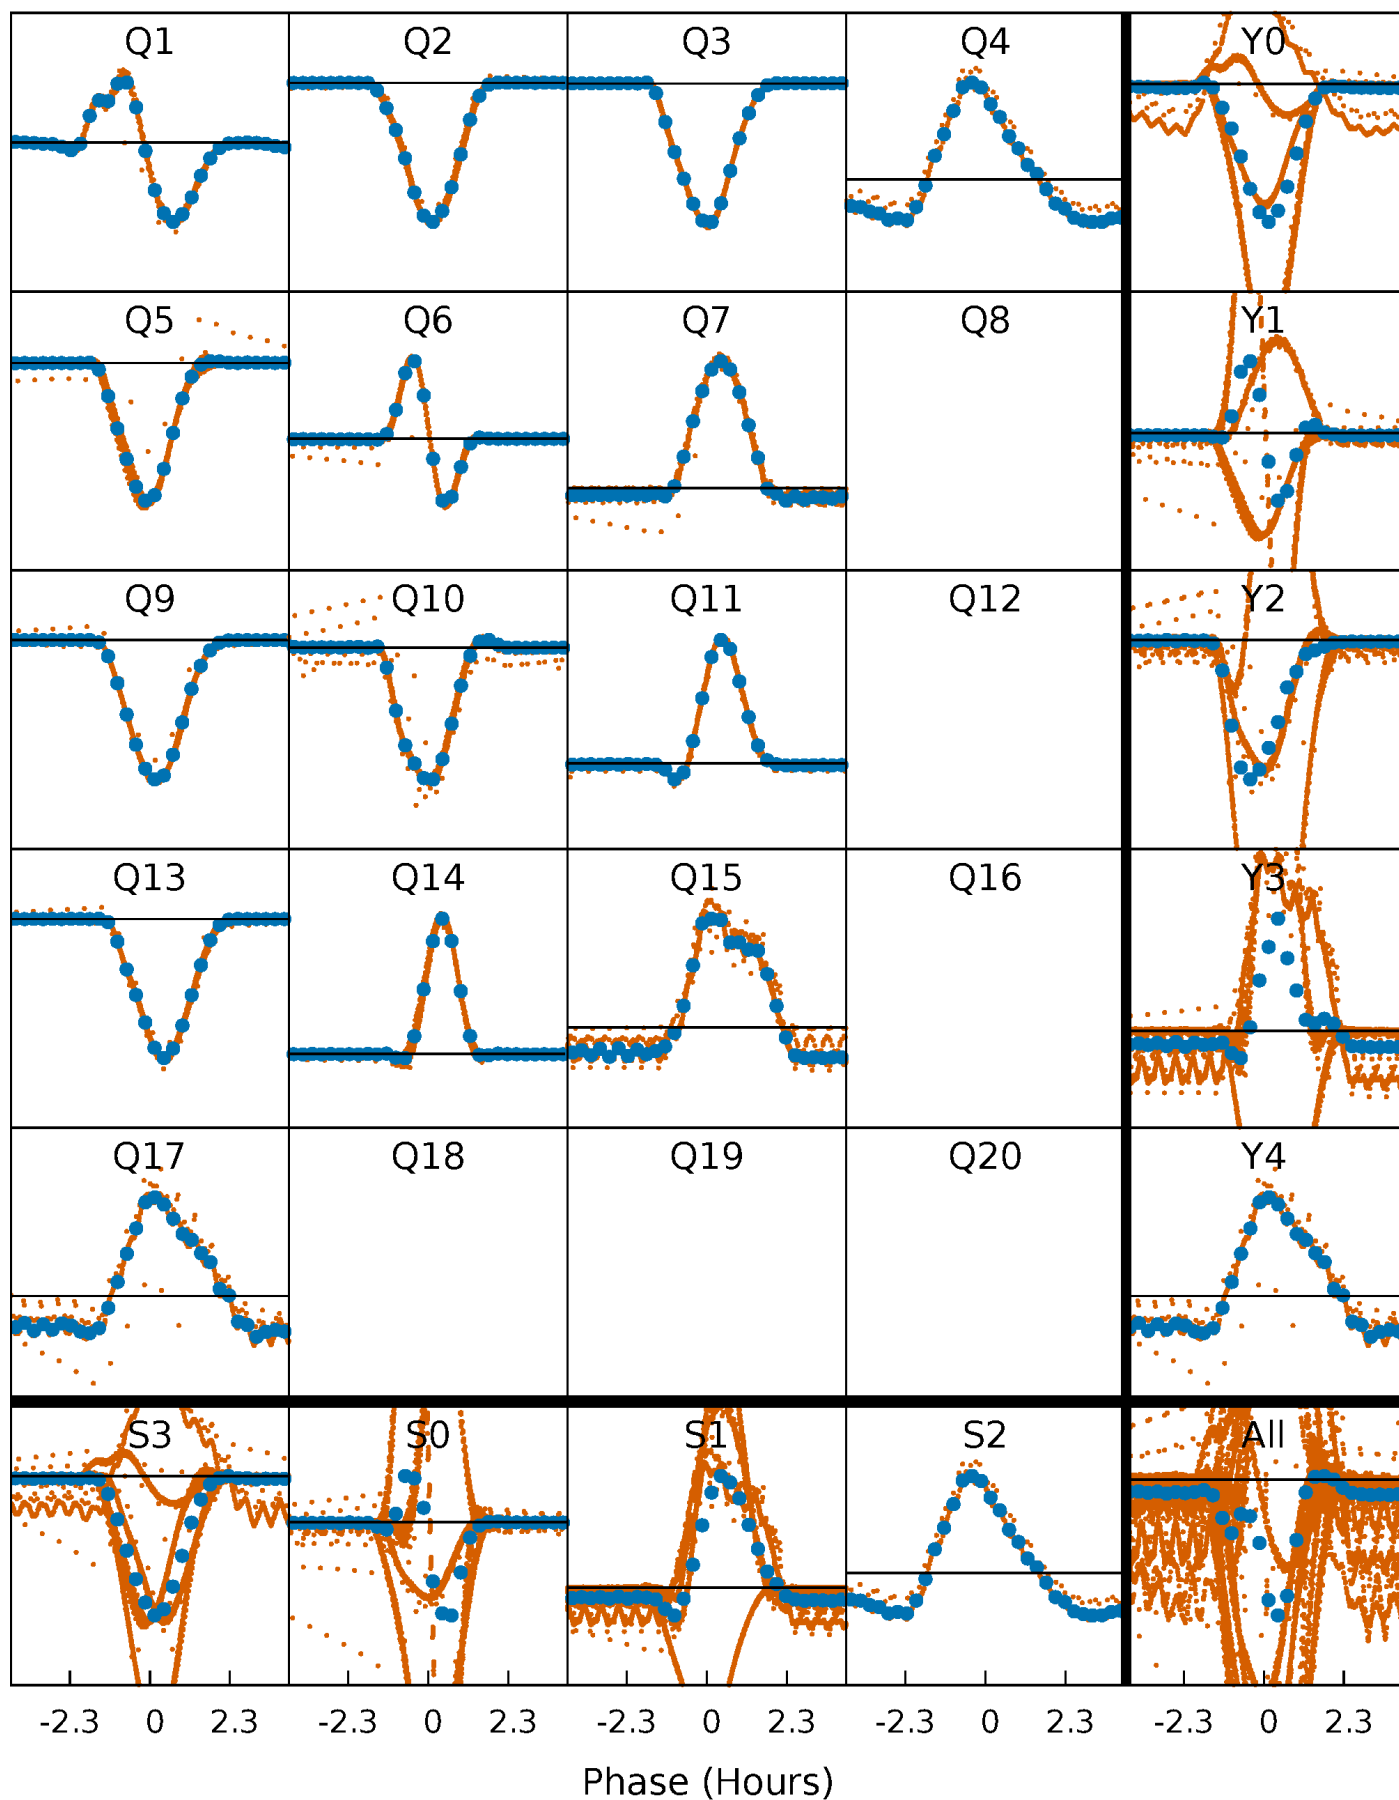 Q1 Q2 Q3 Q4 Y0
Q5 Q6 Q7 Q8 Y1
Q9 Q10 Q11 Q12 Y2
Q13 Q14 Q15 Q16 Y3
Q17 Q18 Q19 Q20 Y4
S3 S0 S1 S2 All
-2.3 0 2.3 -2.3 0 2.3 -2.3 0 2.3 -2.3 0 2.3 -2.3 0 2.3
Phase (Hours)